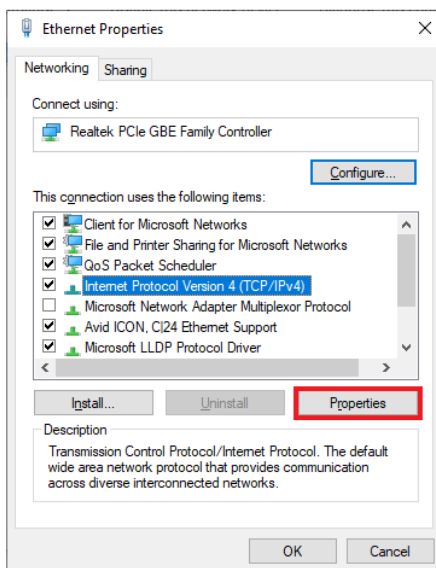 Ethernet Properties
Networking
Sharing
Connect using:
Realtek PCIe GBE Family Controller
Configure...
This connection uses the following items:
Client for Microsoft Networks
File and Printer Sharing for Microsoft Networks
QoS Packet Scheduler
Internet Protocol Version 4 (TCP/IPv4)
Microsoft Network Adapter Multiplexor Protocol
Avid ICON, C|24 Ethernet Support
Microsoft LLDP Protocol Driver
Install...
Uninstall
Properties
Description
Transmission Control Protocol/Internet Protocol. The default
wide area network protocol that provides communication
across diverse interconnected networks.
OK
Cancel